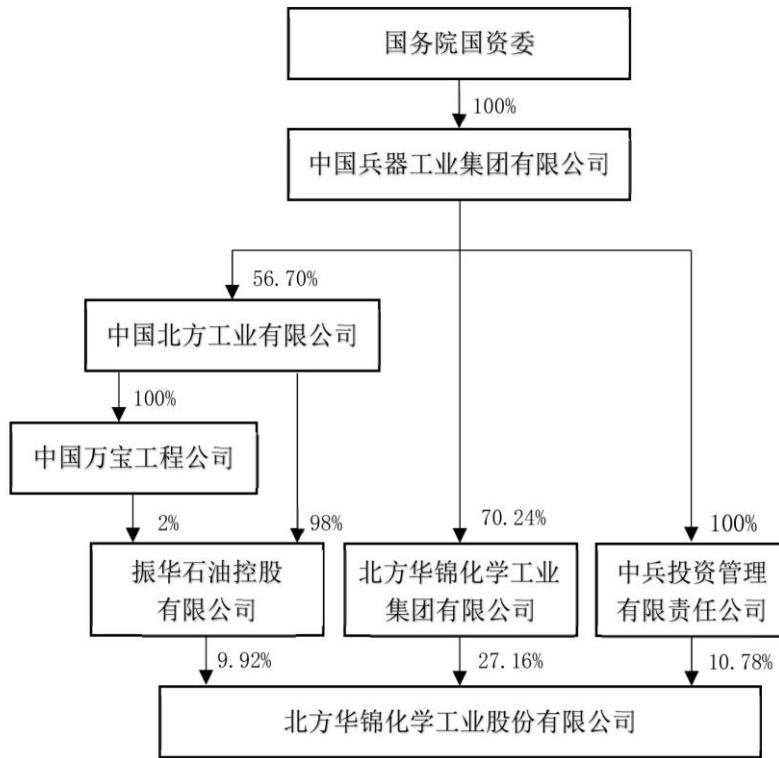 国务院国资委
100%
中国兵器工业集团有限公司
56.70%
中国北方工业有限公司
100%
中国万宝工程公司
2%
98%
70.24%
100%
振华石油控股
有限公司
北方华锦化学工业
集团有限公司
中兵投资管理
有限责任公司
9.92%
27.16%
10.78%
北方华锦化学工业股份有限公司